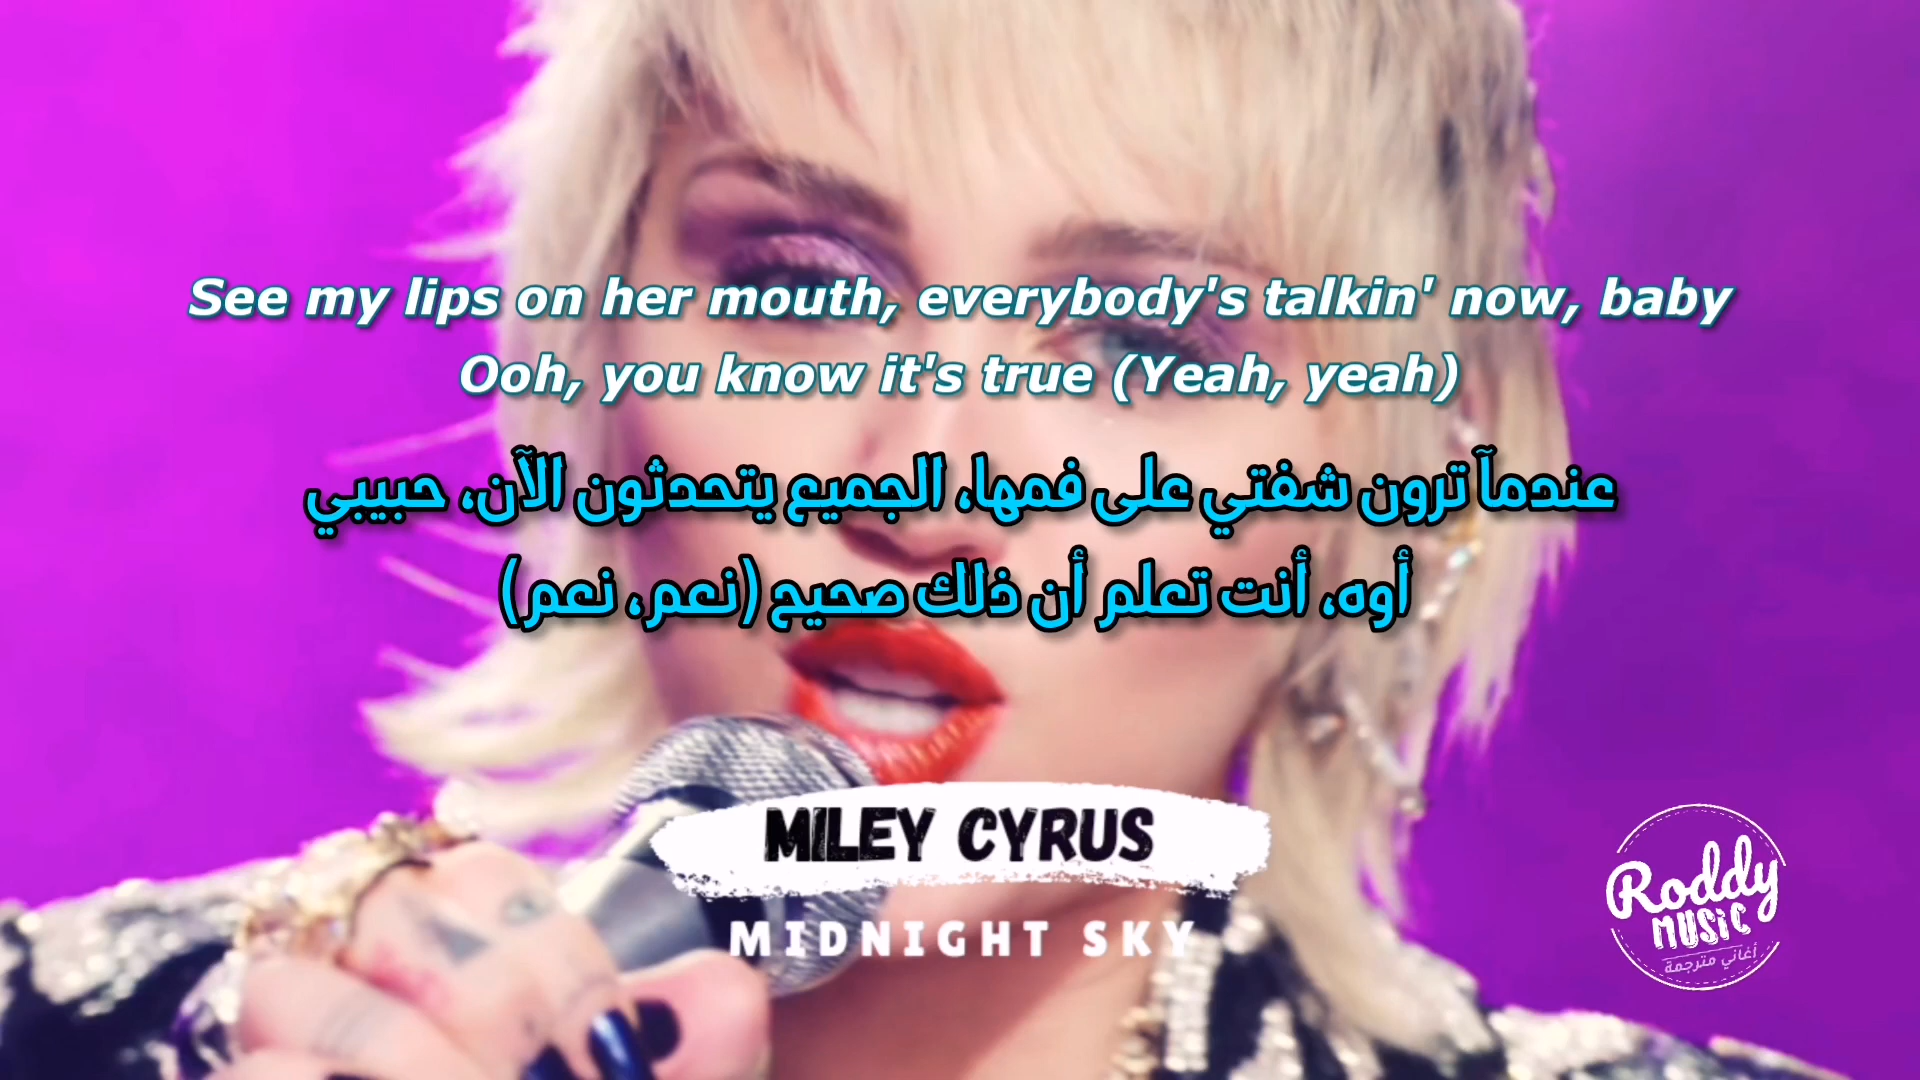 See my lips on her mouth, everybody's talkin' now, baby
Ooh, you know it's true (Yeah, yeah)
عندمآ ترون شفتي على فمها، الجميع يتحدثون الآن، حبيبي
أوه، أنت تعلم أن ذلك صحيح (نعم، نعم)
MILEY CYRUS
MIDNIGHT SKY
Roddy
MUSIC
أغاني مترجمة